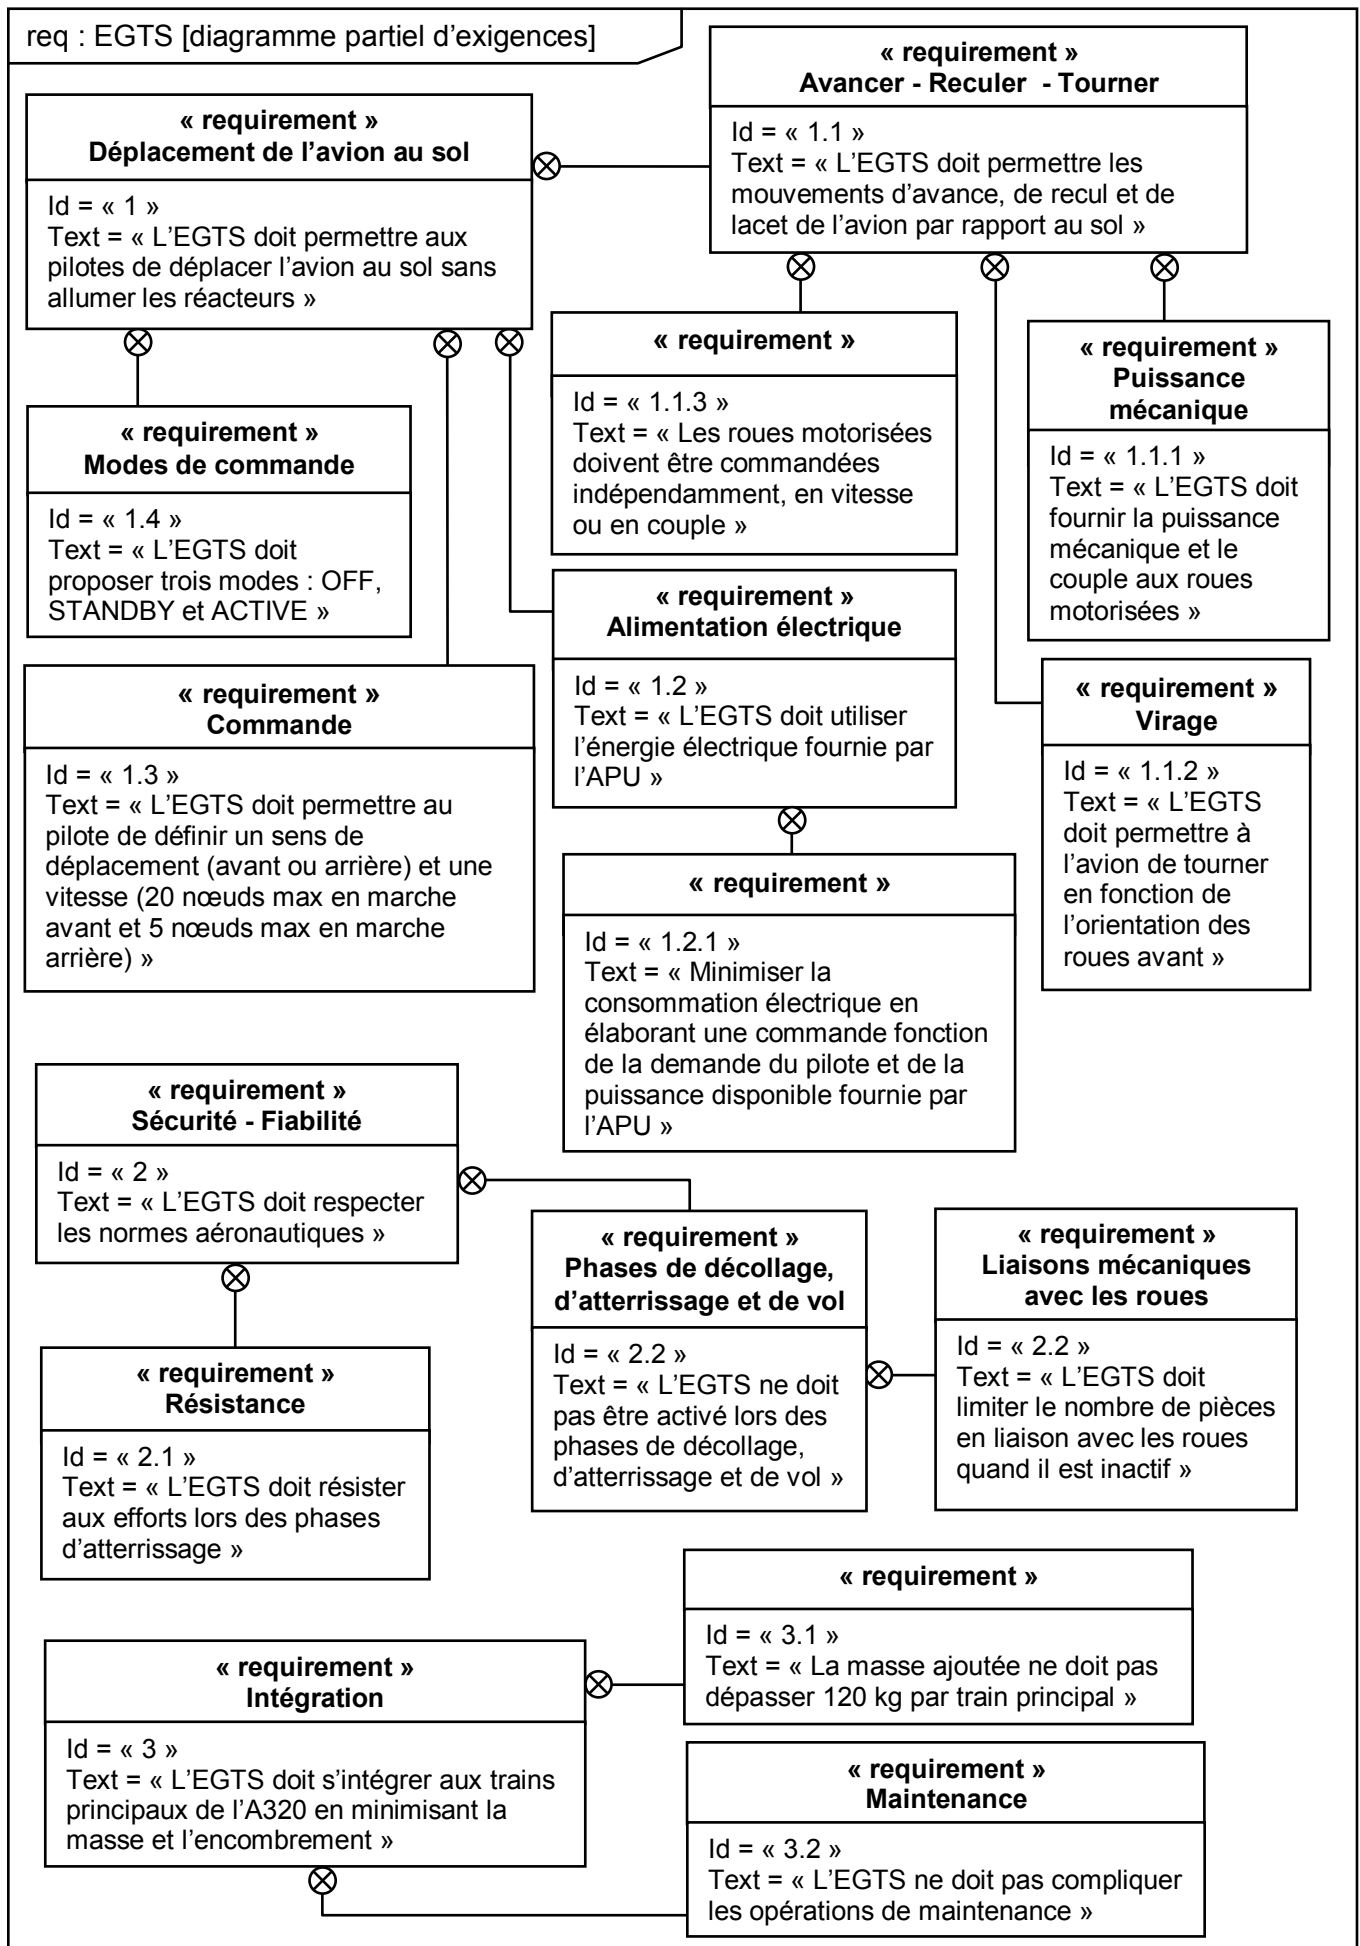 req : EGTS [diagramme partiel d'exigences]
« requirement »
Avancer - Reculer - Tourner
Id = « 1.1 »
Text = « L'EGTS doit permettre les
mouvements d'avance, de recul et de
lacet de l'avion par rapport au sol »
« requirement »
Déplacement de l'avion au sol
Id = « 1 »
Text = « L'EGTS doit permettre aux
pilotes de déplacer l'avion au sol sans
allumer les réacteurs »
« requirement »
Id = « 1.1.3 »
Text = « Les roues motorisées
doivent être commandées
indépendamment, en vitesse
ou en couple »
« requirement »
Puissance
mécanique
Id = « 1.1.1 »
Text = « L'EGTS doit
fournir la puissance
mécanique et le
couple aux roues
motorisées »
« requirement »
Modes de commande
Id = « 1.4 »
Text = « L'EGTS doit
proposer trois modes : OFF,
STANDBY et ACTIVE »
« requirement »
Alimentation électrique
Id = « 1.2 »
Text = « L'EGTS doit utiliser
l'énergie électrique fournie par
l'APU »
« requirement »
Commande
Id = « 1.3 »
Text = « L'EGTS doit permettre au
pilote de définir un sens de
déplacement (avant ou arrière) et une
vitesse (20 nœuds max en marche
avant et 5 nœuds max en marche
arrière) »
« requirement »
Virage
Id = « 1.1.2 »
Text = « L'EGTS
doit permettre à
l'avion de tourner
en fonction de
l'orientation des
roues avant »
« requirement »
Id = « 1.2.1 »
Text = « Minimiser la
consommation électrique en
élaborant une commande fonction
de la demande du pilote et de la
puissance disponible fournie par
l'APU »
« requirement »
Sécurité - Fiabilité
Id = « 2 »
Text = « L'EGTS doit respecter
les normes aéronautiques »
« requirement »
Phases de décollage,
d'atterrissage et de vol
Id = « 2.2 »
Text = « L'EGTS ne doit
pas être activé lors des
phases de décollage,
d'atterrissage et de vol »
« requirement »
Liaisons mécaniques
avec les roues
Id = « 2.2 »
Text = « L'EGTS doit
limiter le nombre de pièces
en liaison avec les roues
quand il est inactif »
« requirement »
Résistance
Id = « 2.1 »
Text = « L'EGTS doit résister
aux efforts lors des phases
d'atterrissage »
« requirement »
Id = « 3.1 »
Text = « La masse ajoutée ne doit pas
dépasser 120 kg par train principal »
« requirement »
Intégration
Id = « 3 »
Text = « L'EGTS doit s'intégrer aux trains
principaux de l'A320 en minimisant la
masse et l'encombrement »
« requirement »
Maintenance
Id = « 3.2 »
Text = « L'EGTS ne doit pas compliquer
les opérations de maintenance »